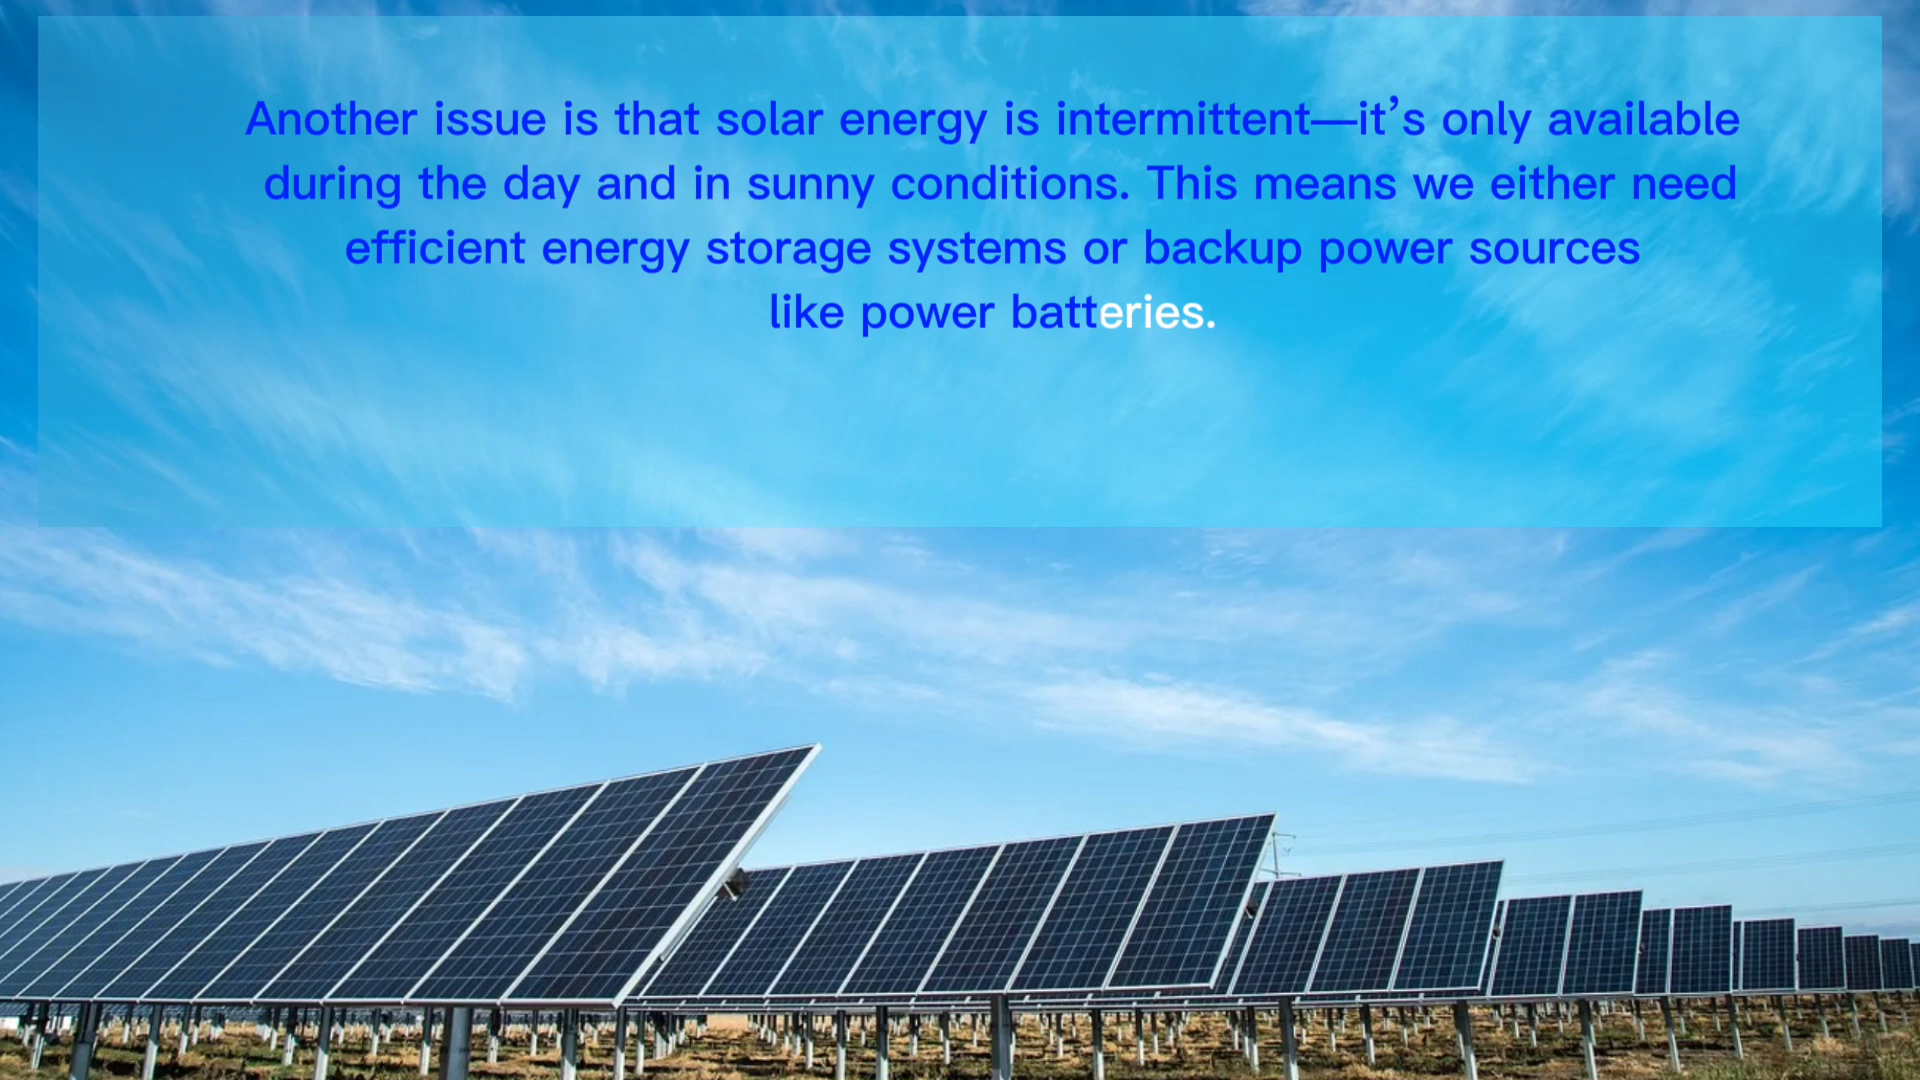 Another issue is that solar energy is intermittent—it’s only available
during the day and in sunny conditions. This means we either need
efficient energy storage systems or backup power sources
like power batteries.